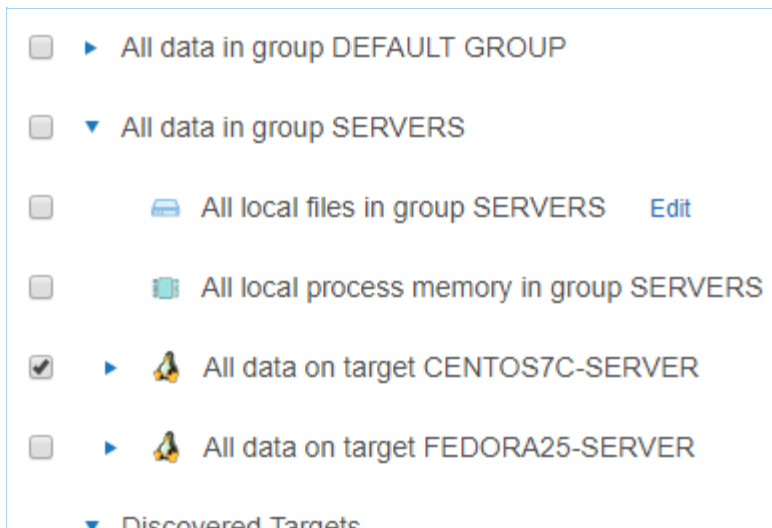 All data in group DEFAULT GROUP
All data in group SERVERS
All local files in group SERVERS Edit
All local process memory in group SERVERS
All data on target CENTOS7C-SERVER
All data on target FEDORA25-SERVER
Discovered Targets